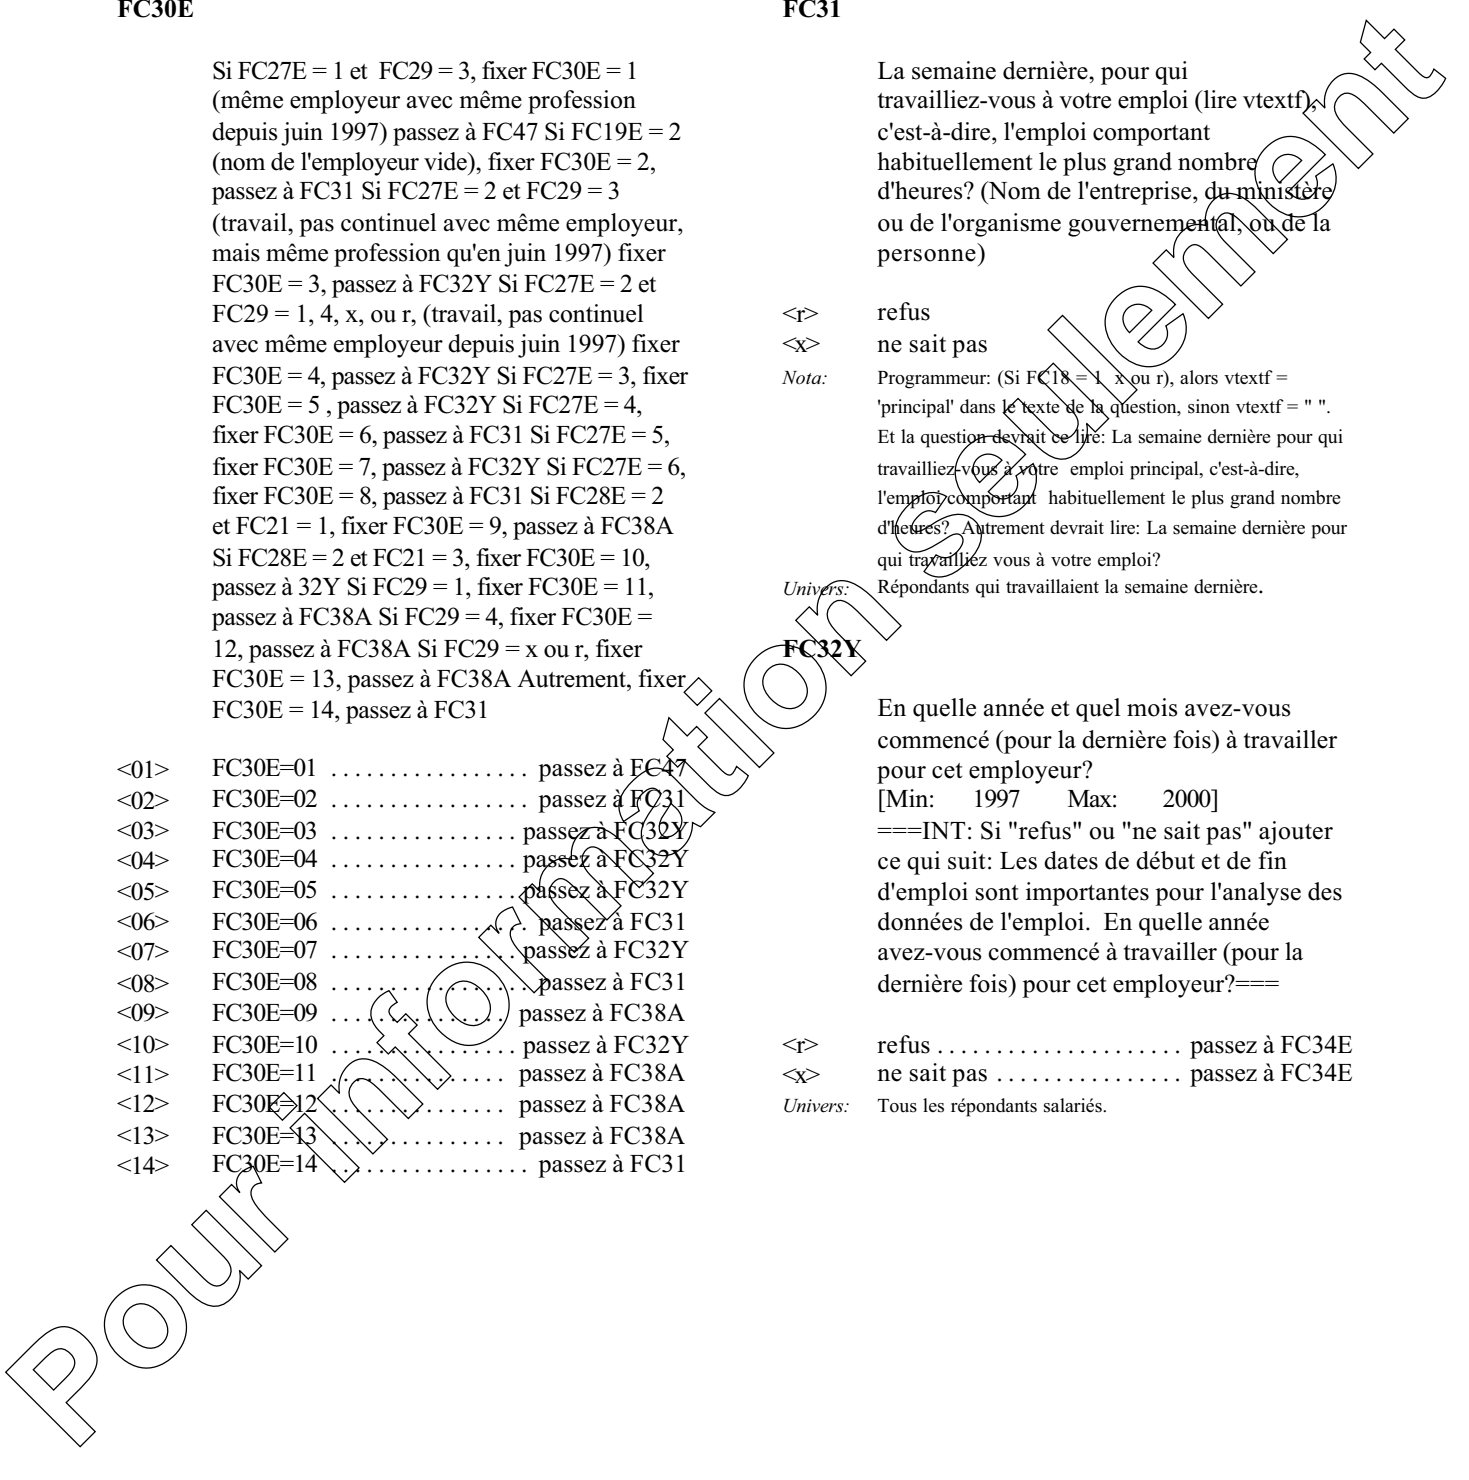 FC30E
Si FC27E = 1 et FC29 = 3, fixer FC30E = 1
(même employeur avec même profession
depuis juin 1997) passez à FC47 Si FC19E = 2
(nom de l'employeur vide), fixer FC30E = 2,
passez à FC31 Si FC27E = 2 et FC29 = 3
(travail, pas continuel avec même employeur,
mais même profession qu'en juin 1997) fixer
FC30E = 3, passez à FC32Y Si FC27E = 2 et
FC29 = 1, 4, x, ou r, (travail, pas continuel
avec même employeur depuis juin 1997) fixer
FC30E = 4, passez à FC32Y Si FC27E = 3, fixer
FC30E = 5 , passez à FC32Y Si FC27E = 4,
fixer FC30E = 6, passez à FC31 Si FC27E = 5,
fixer FC30E = 7, passez à FC32Y Si FC27E = 6,
fixer FC30E = 8, passez à FC31 Si FC28E = 2
et FC21 = 1, fixer FC30E = 9, passez à FC38A
Si FC28E = 2 et FC21 = 3, fixer FC30E = 10,
passez à 32Y Si FC29 = 1, fixer FC30E = 11,
passez à FC38A Si FC29 = 4, fixer FC30E =
12, passez à FC38A Si FC29 = x ou r, fixer
FC30E = 13, passez à FC38A Autrement, fixer
FC30E = 14, passez à FC31
<01> FC30E=01 . . . . . . . . . . . . . . . . . passez à FC47
<02> FC30E=02 . . . . . . . . . . . . . . . . . passez à FC31
<03> FC30E=03 . . . . . . . . . . . . . . . . passez à FC32Y
<04> FC30E=04 . . . . . . . . . . . . . . . . passez à FC32Y
<05> FC30E=05 . . . . . . . . . . . . . . . . passez à FC32Y
<06> FC30E=06 . . . . . . . . . . . . . . . . . passez à FC31
<07> FC30E=07 . . . . . . . . . . . . . . . . passez à FC32Y
<08> FC30E=08 . . . . . . . . . . . . . . . . . passez à FC31
<09> FC30E=09 . . . . . . . . . . . . . . . passez à FC38A
<10> FC30E=10 . . . . . . . . . . . . . . . . passez à FC32Y
<11> FC30E=11 . . . . . . . . . . . . . . . passez à FC38A
<12> FC30E=12 . . . . . . . . . . . . . . . passez à FC38A
<13> FC30E=13 . . . . . . . . . . . . . . . passez à FC38A
<14> FC30E=14 . . . . . . . . . . . . . . . . . passez à FC31
FC31
La semaine dernière, pour qui
travailliez-vous à votre emploi (lire vtextf),
c'est-à-dire, l'emploi comportant
habituellement le plus grand nombre
d'heures? (Nom de l'entreprise, du ministère
ou de l'organisme gouvernemental, ou de la
personne)
<r> refus
<x> ne sait pas
Nota: Programmeur: (Si FC18 = 1 x ou r), alors vtextf =
'principal' dans le texte de la question, sinon vtextf = " ".
Et la question devrait ce lire: La semaine dernière pour qui
travailliez-vous à votre emploi principal, c'est-à-dire,
l'emploi comportant habituellement le plus grand nombre
d'heures? Autrement devrait lire: La semaine dernière pour
qui travailliez vous à votre emploi?
Univers: Répondants qui travaillaient la semaine dernière.
FC32Y
En quelle année et quel mois avez-vous
commencé (pour la dernière fois) à travailler
pour cet employeur?
[Min: 1997 Max: 2000]
===INT: Si "refus" ou "ne sait pas" ajouter
ce qui suit: Les dates de début et de fin
d'emploi sont importantes pour l'analyse des
données de l'emploi. En quelle année
avez-vous commencé à travailler (pour la
dernière fois) pour cet employeur?===
<r> refus . . . . . . . . . . . . . . . . . . . . . passez à FC34E
<x> ne sait pas . . . . . . . . . . . . . . . . passez à FC34E
Univers: Tous les répondants salariés.
Pour information seulement